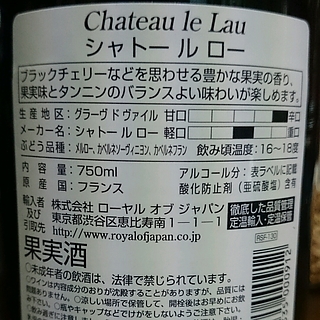 Chateau le Lau
シャトー ル ロー
ブラックチェリーなどを思わせる豊かな果実の香り、
果実味とタンニンのバランスよい味わいが楽しめます。
生産地区：グラーヴドヴァイル 甘口 辛口
メーカー名：シャトー ル ロー 軽口 重口
ぶどう品種：メルロー、カベルネソーヴィニヨン、カベルネフラン 飲み頃温度：16〜18度
内容量：750ml アルコール分：表ラベルに記載
原産国：フランス 酸化防止剤（亜硫酸塩）含有
輸入者及び引取先
株式会社 ローヤル オブ ジャパン
東京都渋谷区恵比寿南1-1-1
http://www.royalofjapan.co.jp
徹底した品質管理
定温輸入・定温保管
果実酒
RSF-130
○未成年者の飲酒は、法律で禁じられています。